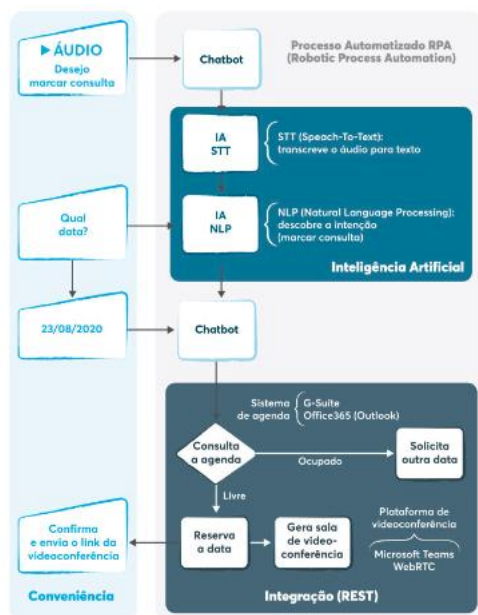 ▶ ÁUDIO
Desejo
marcar consulta
Chatbot
Processo Automatizado RPA
(Robotic Process Automation)
IA
STT
STT (Speach-To-Text):
transcreve o áudio para texto
Qual
data?
IA
NLP
NLP (Natural Language Processing):
descobre a intenção
(marcar consulta)
Inteligência Artificial
23/08/2020
Chatbot
Sistema
de agenda
G-Suite
Office365 (Outlook)
Consulta
a agenda
Ocupado
Solicita
outra data
Livre
Confirma
e envia o link da
videoconferência
Reserva
a data
Gera sala
de vídeo-
conferência
Plataforma de
videoconferência
Microsoft Teams
WebRTC
Conveniência
Integração (REST)